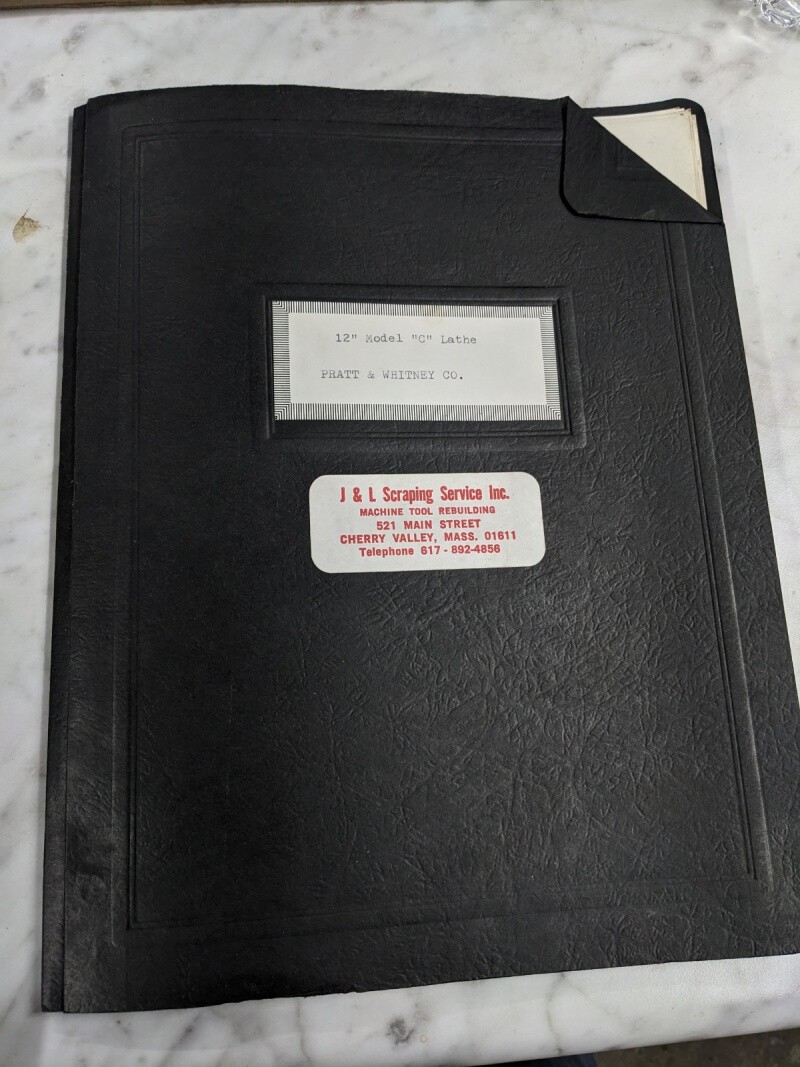 12" Model "C" Lathe
PRATT & WHITNEY CO.
J & L Scraping Service Inc.
MACHINE TOOL REBUILDING
521 MAIN STREET
CHERRY VALLEY, MASS. 01611
Telephone 617 - 892-4856